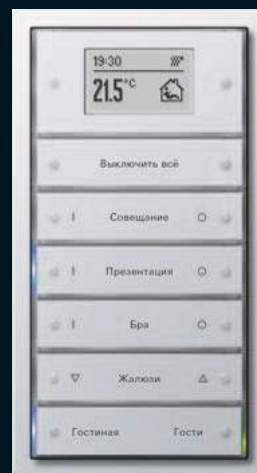 19:30
21.5°C
Выключить всё
I Совещание O
I Презентация O
I Бра O
▽ Жалюзи △
Гостиная Гости